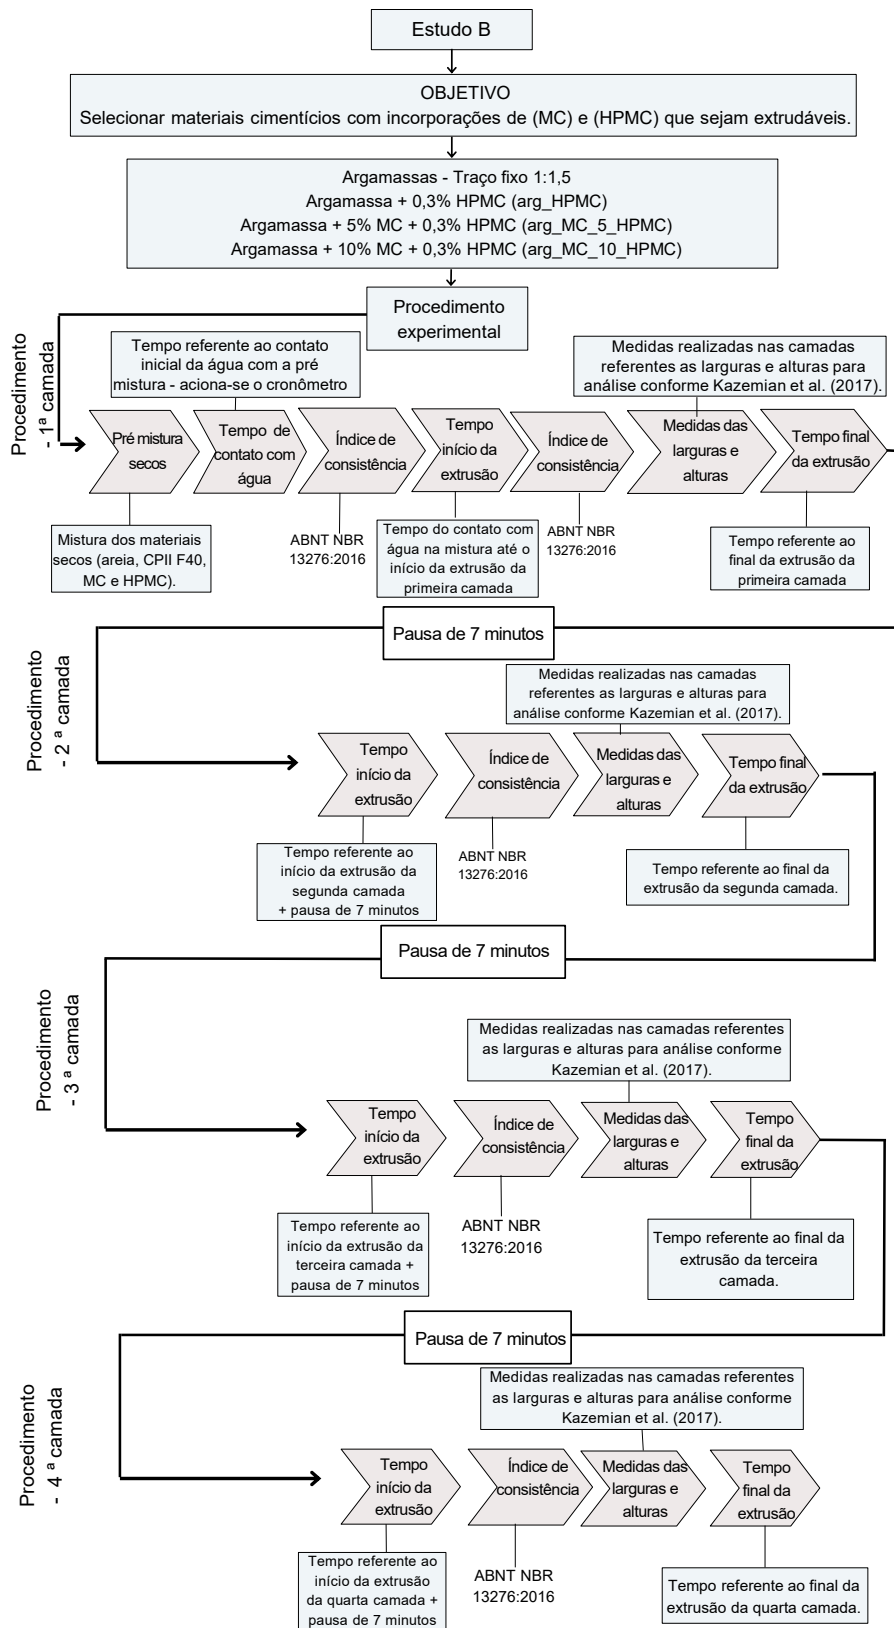 Estudo B
OBJETIVO
Selecionar materiais cimentícios com incorporações de (MC) e (HPMC) que sejam extrudáveis.
Argamassas - Traço fixo 1:1,5
Argamassa + 0,3% HPMC (arg_HPMC)
Argamassa + 5% MC + 0,3% HPMC (arg_MC_5_HPMC)
Argamassa + 10% MC + 0,3% HPMC (arg_MC_10_HPMC)
Procedimento
experimental
Procedimento
- 1ª camada
Tempo referente ao contato
inicial da água com a pré
mistura - aciona-se o cronômetro
Medidas realizadas nas camadas
referentes as larguras e alturas para
análise conforme Kazemian et al. (2017).
Pré mistura
secos
Tempo de
contato com
água
Índice de
consistência
Tempo
início da
extrusão
Índice de
consistência
Medidas das
larguras e
alturas
Tempo final
da extrusão
Mistura dos materiais
secos (areia, CPII F40,
MC e HPMC).
ABNT NBR
13276:2016
Tempo do contato com
água na mistura até o
início da extrusão da
primeira camada
ABNT NBR
13276:2016
Tempo referente ao
final da extrusão da
primeira camada
Pausa de 7 minutos
Procedimento
- 2 ª camada
Medidas realizadas nas camadas
referentes as larguras e alturas para
análise conforme Kazemian et al. (2017).
Tempo
início da
extrusão
Índice de
consistência
Medidas das
larguras e
alturas
Tempo final
da extrusão
Tempo referente ao
início da extrusão da
segunda camada
+ pausa de 7 minutos
ABNT NBR
13276:2016
Tempo referente ao final da
extrusão da segunda camada.
Pausa de 7 minutos
Procedimento
- 3 ª camada
Medidas realizadas nas camadas referentes
as larguras e alturas para análise conforme
Kazemian et al. (2017).
Tempo
início da
extrusão
Índice de
consistência
Medidas das
larguras e
alturas
Tempo
final da
extrusão
Tempo referente ao
início da extrusão da
terceira camada +
pausa de 7 minutos
ABNT NBR
13276:2016
Tempo referente ao final da
extrusão da terceira
camada.
Pausa de 7 minutos
Procedimento
- 4 ª camada
Medidas realizadas nas camadas referentes
as larguras e alturas para análise conforme
Kazemian et al. (2017).
Tempo
início da
extrusão
Índice de
consistência
Medidas das
larguras e
alturas
Tempo
final da
extrusão
Tempo referente ao
início da extrusão
da quarta camada +
pausa de 7 minutos
ABNT NBR
13276:2016
Tempo referente ao final da
extrusão da quarta camada.